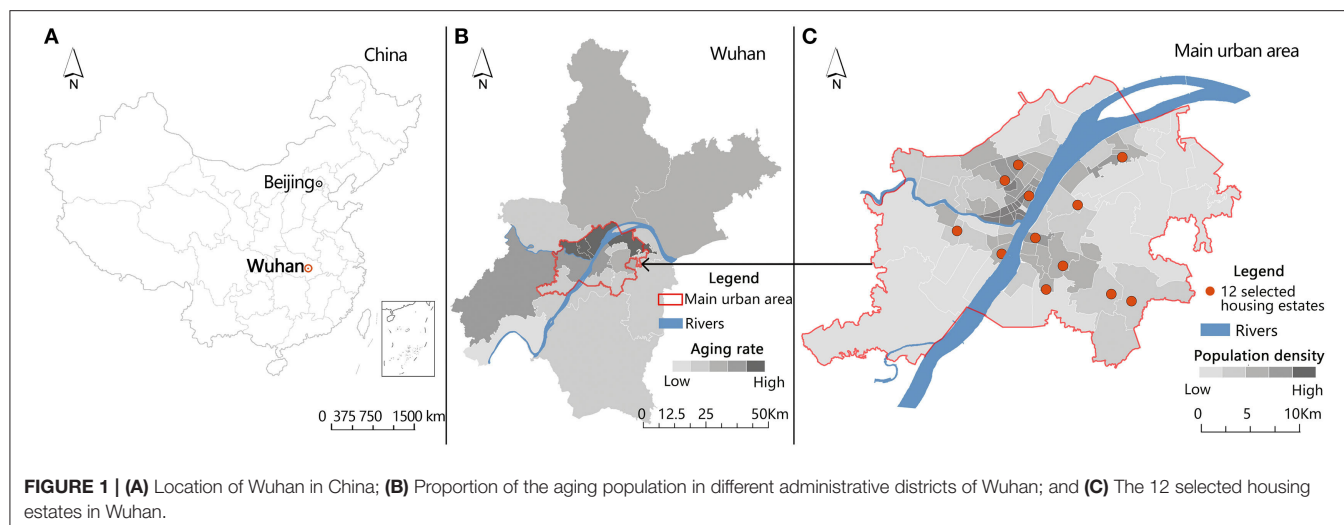 A
China
N
Beijing
Wuhan
0 375 750 1500 km
B
Wuhan
N
Legend
Main urban area
Rivers
Aging rate
Low High
0 12.5 25 50Km
C
Main urban area
N
Legend
12 selected
housing estates
Rivers
Population density
Low High
0 5 10Km
FIGURE 1 | (A) Location of Wuhan in China; (B) Proportion of the aging population in different administrative districts of Wuhan; and (C) The 12 selected housing
estates in Wuhan.